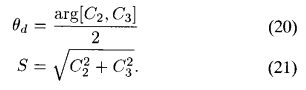 θ_d = arg[C_2, C_3] / 2 (20)
S = √(C_2^2 + C_3^2). (21)